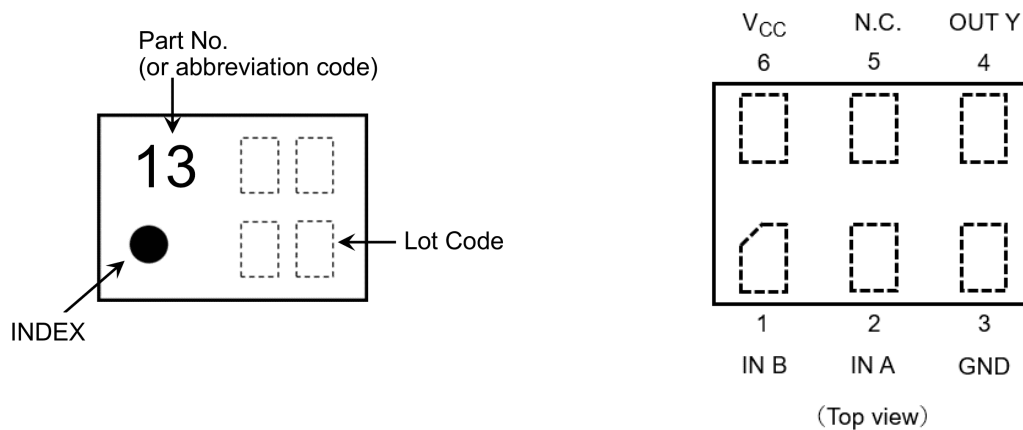 Part No.
(or abbreviation code)
13
Lot Code
INDEX
VCC N.C. OUT Y
6 5 4
1 2 3
IN B IN A GND
(Top view)